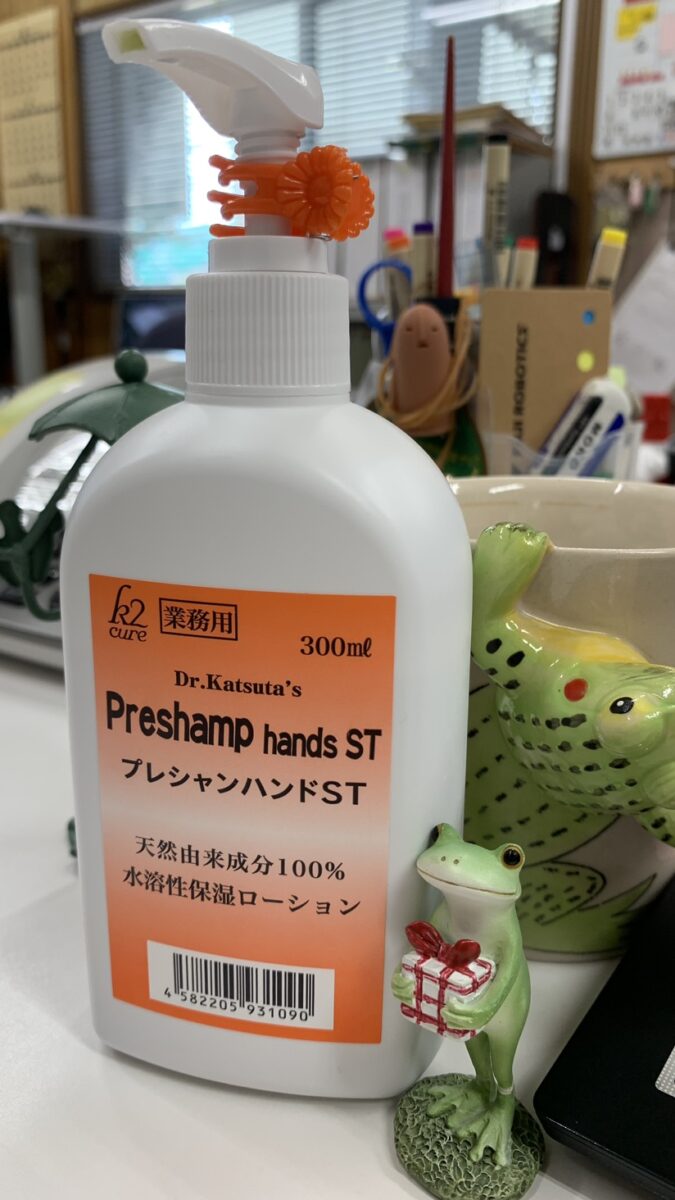 k2
cure
業務用
300mℓ
Dr.Katsuta's
Preshamp hands ST
プレシャンハンドST
天然由来成分100%
水溶性保湿ローション
4 582205 931090
ROBOTICS
MONO